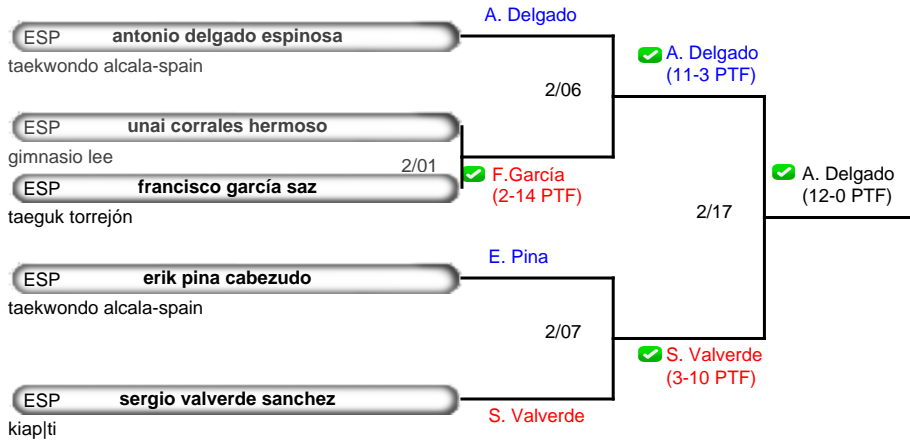 A. Delgado
ESP antonio delgado espinosa
taekwondo alcala-spain
A. Delgado
(11-3 PTF)
2/06
ESP unai corrales hermoso
gimnasio lee
2/01
ESP francisco garcía saz
taeguk torrejón
F.García
(2-14 PTF)
A. Delgado
(12-0 PTF)
2/17
E. Pina
ESP erik pina cabezudo
taekwondo alcala-spain
2/07
S. Valverde
(3-10 PTF)
ESP sergio valverde sanchez
kiap|ti
S. Valverde